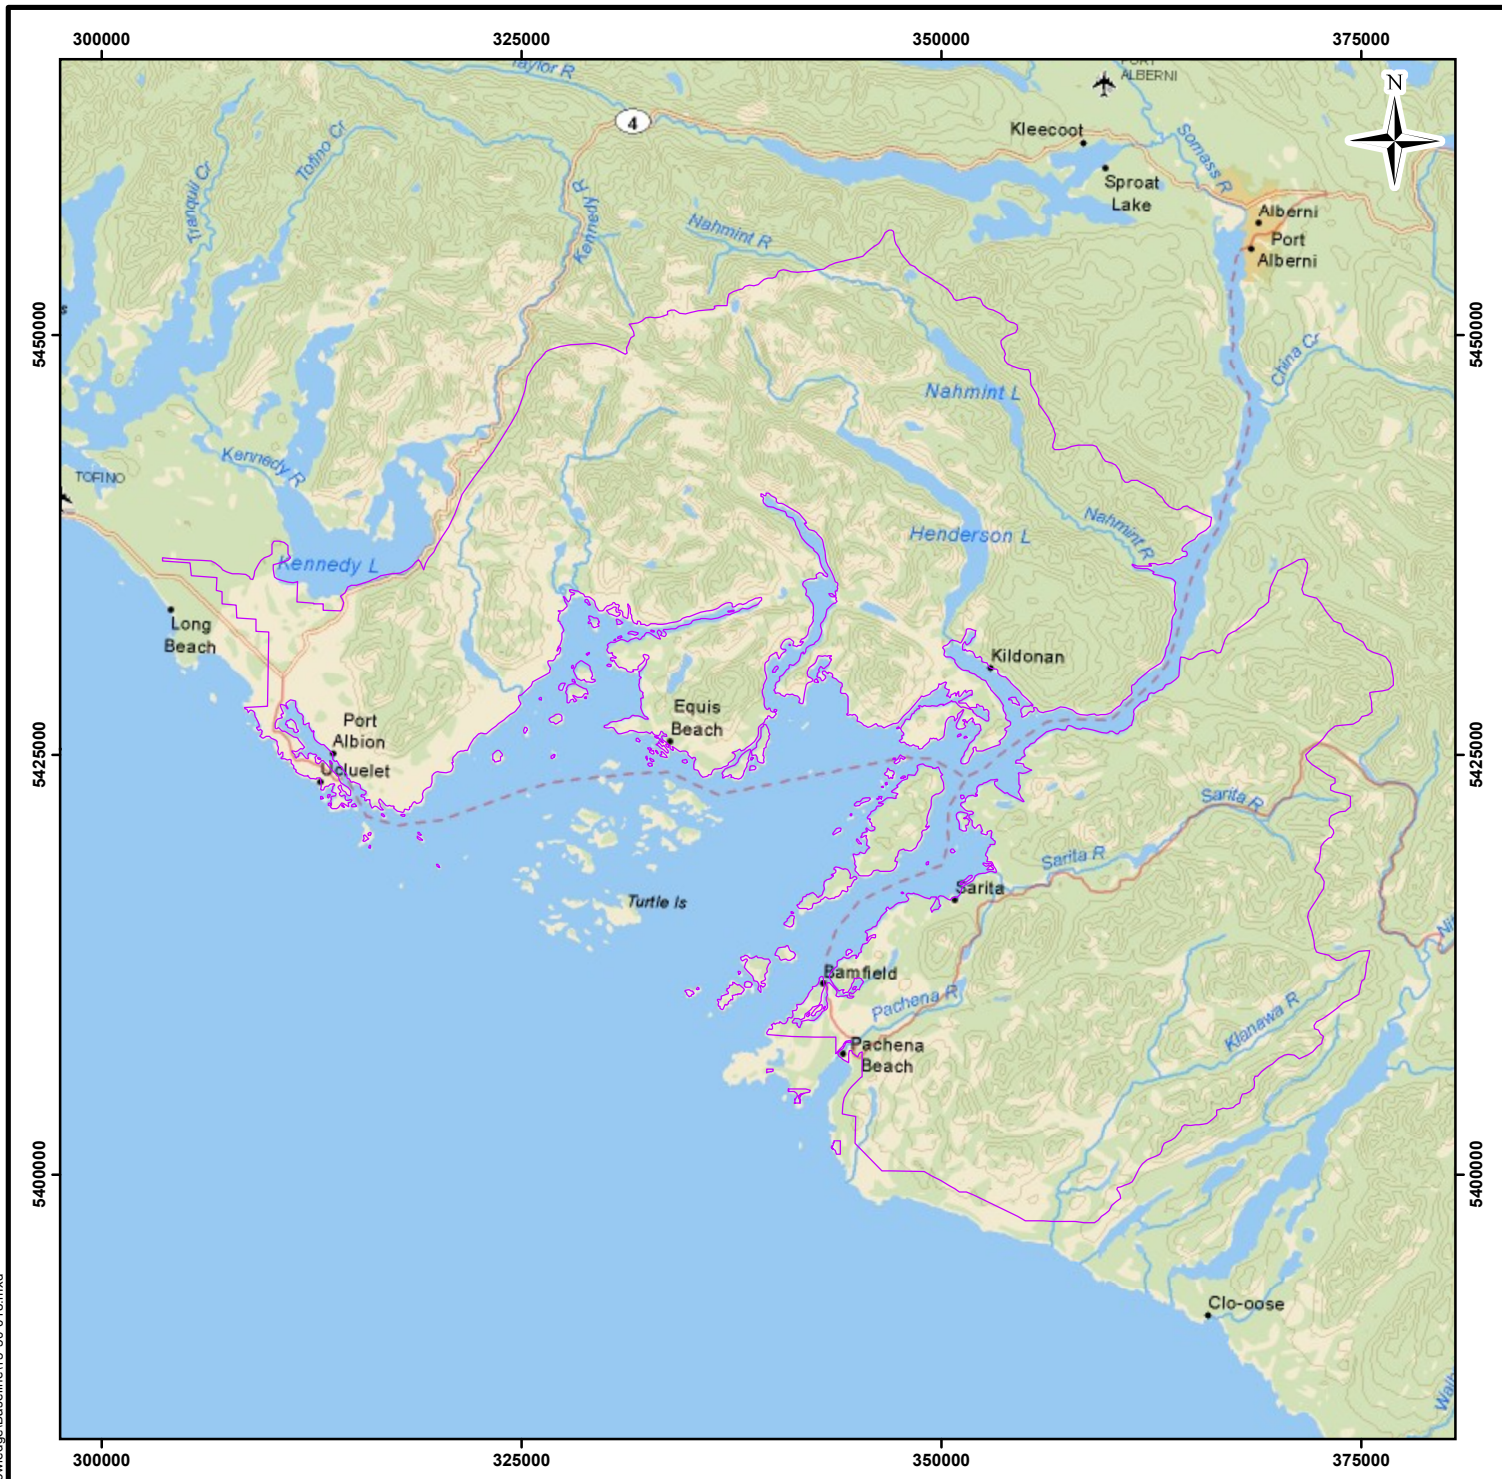 300000
325000
350000
375000
Taylor R
PORT
ALBERNI
N
4
Kleecoot
Somass R
Tofino Cr
Tranquil Cr
Sproat
Lake
Kennedy R
Nahmint R
Alberni
Port
Alberni
5450000
5450000
China Cr
Nahmint L
Kennedy R
TOFINO
Nahmint R
Henderson L
Kennedy L
Long
Beach
Kildonan
Equis
Beach
Port
Albion
Ucluelet
5425000
5425000
Sarita R
Sarita R
Sarita
Turtle Is
Bamfield
Pachena R
Klanawa R
Pachena
Beach
5400000
5400000
Clo-oose
300000
325000
350000
375000